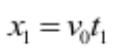 x₁ = v₀t₁